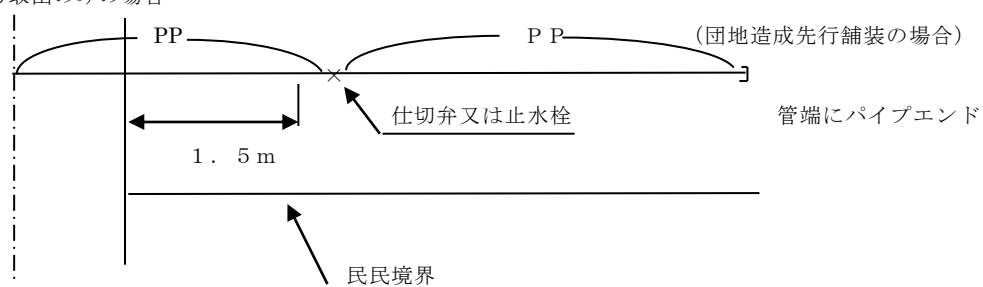 PP
ＰＰ
(団地造成先行舗装の場合)
仕切弁又は止水栓
管端にパイプエンド
１．５ｍ
民民境界